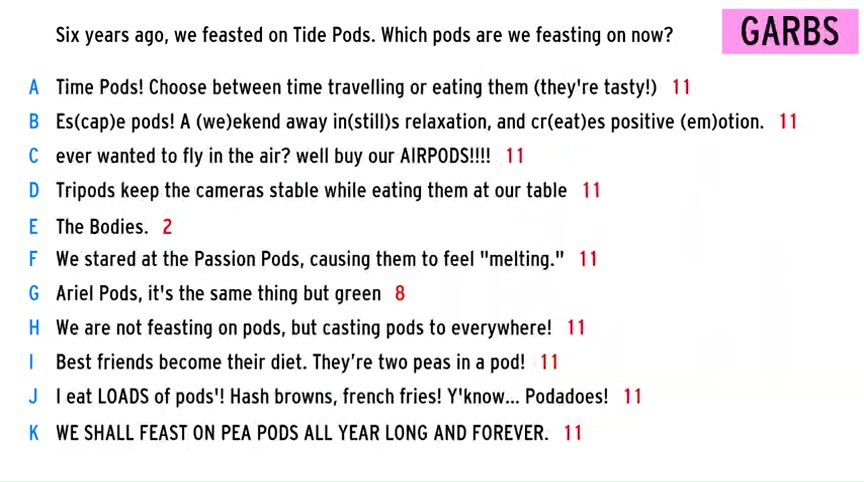 Six years ago, we feasted on Tide Pods. Which pods are we feasting on now?
GARBS
A Time Pods! Choose between time travelling or eating them (they're tasty!) 11
B Es(cap)e pods! A (we)ekend away in(still)s relaxation, and cr(eat)es positive (em)otion. 11
C ever wanted to fly in the air? well buy our AIRPODS!!!! 11
D Tripods keep the cameras stable while eating them at our table 11
E The Bodies. 2
F We stared at the Passion Pods, causing them to feel "melting." 11
G Ariel Pods, it's the same thing but green 8
H We are not feasting on pods, but casting pods to everywhere! 11
I Best friends become their diet. They’re two peas in a pod! 11
J I eat LOADS of pods'! Hash browns, french fries! Y'know... Podadoes! 11
K WE SHALL FEAST ON PEA PODS ALL YEAR LONG AND FOREVER. 11